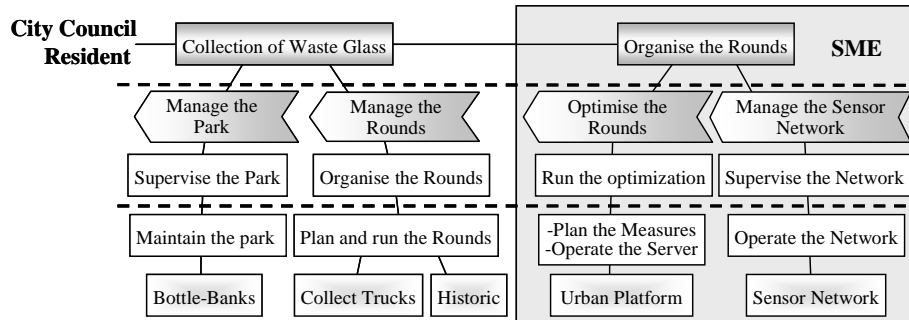 City Council
Resident
Collection of Waste Glass
Organise the Rounds
SME
Manage the
Park
Manage the
Rounds
Optimise the
Rounds
Manage the Sensor
Network
Supervise the Park
Organise the Rounds
Run the optimization
Supervise the Network
Maintain the park
Plan and run the Rounds
-Plan the Measures
-Operate the Server
Operate the Network
Bottle-Banks
Collect Trucks
Historic
Urban Platform
Sensor Network